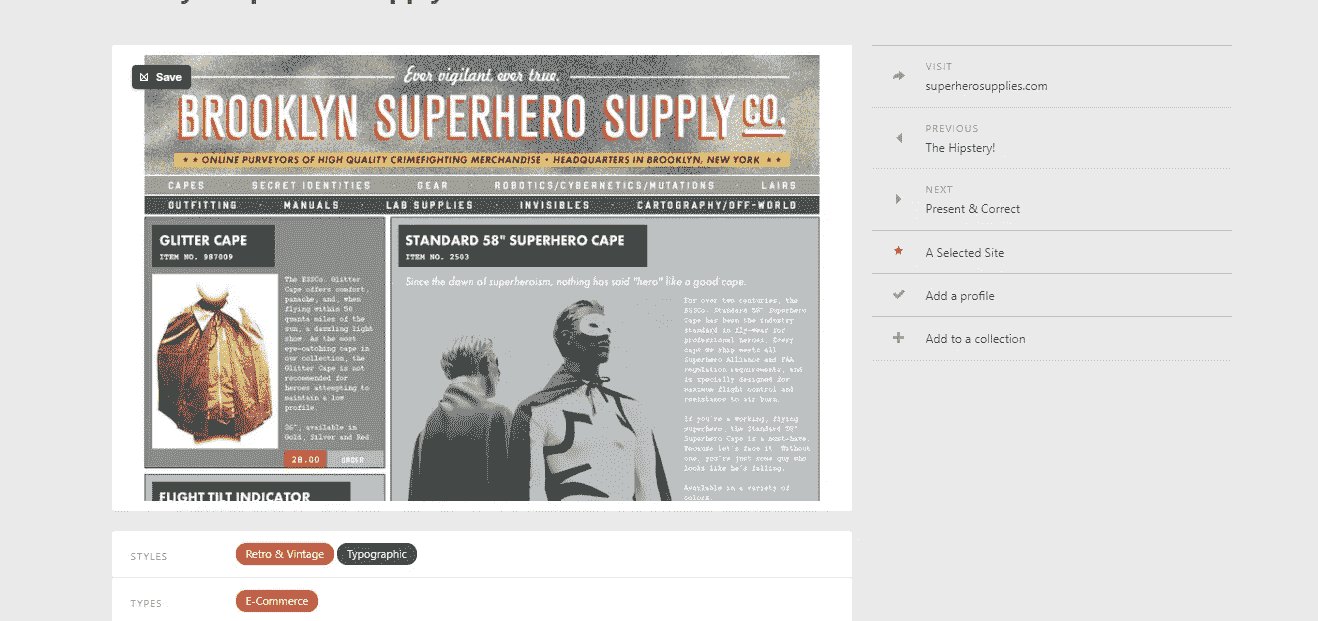 Save
Ever vigilant ever true.
BROOKLYN SUPERHERO SUPPLY CO.
★ ★ ONLINE PURVEYORS OF HIGH QUALITY CRIMEFIGHTING MERCHANDISE • HEADQUARTERS IN BROOKLYN, NEW YORK ★ ★
CAPES · SECRET IDENTITIES · GEAR · ROBOTICS/CYBERNETICS/MUTATIONS · LAIRS
OUTFITTING · MANUALS · LAB SUPPLIES · INVISIBLES · CARTOGRAPHY/OFF-WORLD
GLITTER CAPE
ITEM NO. 987009
The BSSCo. Glitter
Cape offers comfort,
panache, and, when
flying within 50
quanta miles of the
sun, a dazzling light
show. As the most
eye-catching cape in
our collection, the
Glitter Cape is not
recommended for
heroes attempting to
maintain a low
profile.
36", available in
Gold, Silver and Red
28.00 ORDER
FLIGHT TILT INDICATOR
STANDARD 58" SUPERHERO CAPE
ITEM NO. 2503
Since the dawn of superheroism, nothing has said "hero" like a good cape.
For over two centuries, the
BSSCo. Standard 58" Superhero
Cape has been the industry
standard in fly-wear for
professional heroes. Every
cape we ship meets all
Superhero Alliance and FAA
regulation requirements, and
is specially designed for
maximum flight control and
resistance to air burn.
If you're a working, flying
superhero, the Standard 58"
Superhero Cape is a must-have.
Because let's face it. Without
one, you're just some guy who
looks like he's falling.
Available in a variety of
colors.
STYLES
Retro & Vintage
Typographic
TYPES
E-Commerce
VISIT
superherosupplies.com
PREVIOUS
The Hipstery!
NEXT
Present & Correct
A Selected Site
Add a profile
Add to a collection